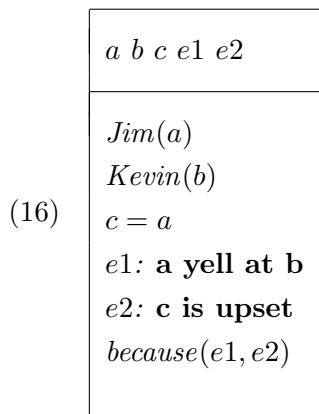 a b c e1 e2
Jim(a)
Kevin(b)
(16)
c = a
e1: a yell at b
e2: c is upset
because(e1, e2)